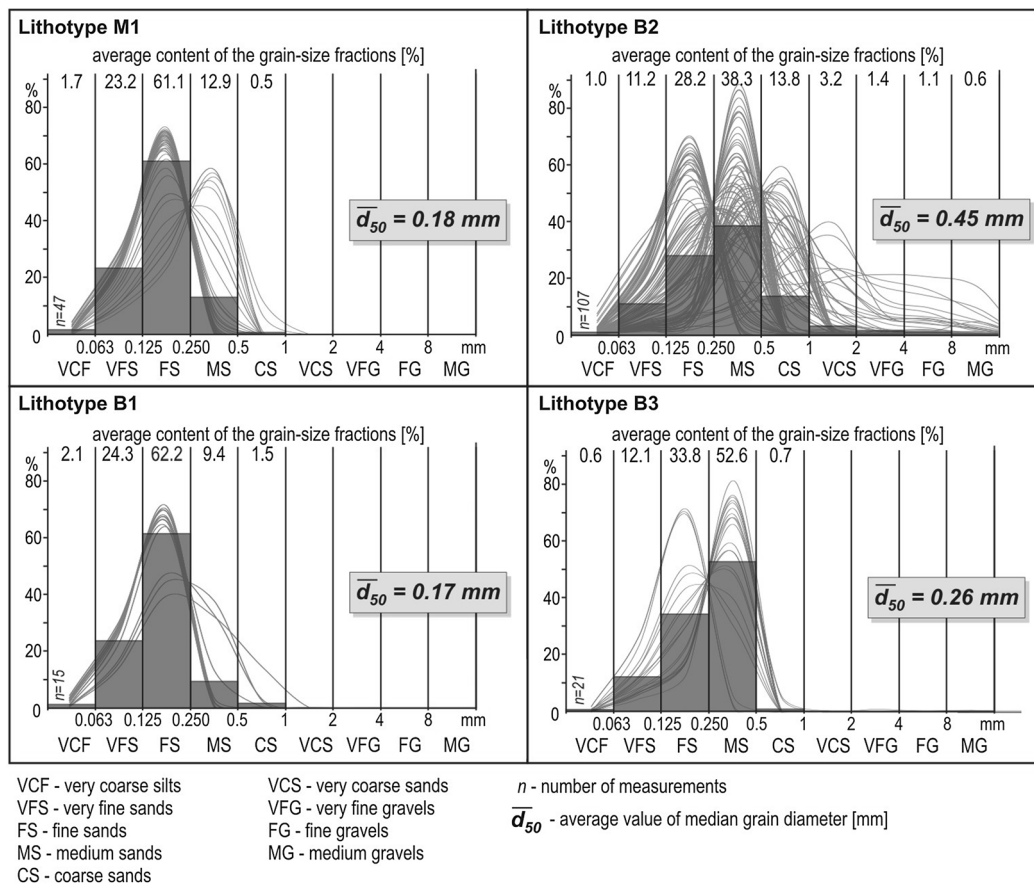 Lithotype M1
average content of the grain-size fractions [%]
% 1.7 23.2 61.1 12.9 0.5
80
60
40
20
0
n=47
d50 = 0.18 mm
0.063 0.125 0.250 0.5 1 2 4 8 mm
VCF VFS FS MS CS VCS VFG FG MG
Lithotype B2
average content of the grain-size fractions [%]
% 1.0 11.2 28.2 38.3 13.8 3.2 1.4 1.1 0.6
80
60
40
20
0
n=107
d50 = 0.45 mm
0.063 0.125 0.250 0.5 1 2 4 8 mm
VCF VFS FS MS CS VCS VFG FG MG
Lithotype B1
average content of the grain-size fractions [%]
% 2.1 24.3 62.2 9.4 1.5
80
60
40
20
0
n=15
d50 = 0.17 mm
0.063 0.125 0.250 0.5 1 2 4 8 mm
VCF VFS FS MS CS VCS VFG FG MG
Lithotype B3
average content of the grain-size fractions [%]
% 0.6 12.1 33.8 52.6 0.7
80
60
40
20
0
n=21
d50 = 0.26 mm
0.063 0.125 0.250 0.5 1 2 4 8 mm
VCF VFS FS MS CS VCS VFG FG MG
VCF - very coarse silts
VFS - very fine sands
FS - fine sands
MS - medium sands
CS - coarse sands
VCS - very coarse sands
VFG - very fine gravels
FG - fine gravels
MG - medium gravels
n - number of measurements
d50 - average value of median grain diameter [mm]